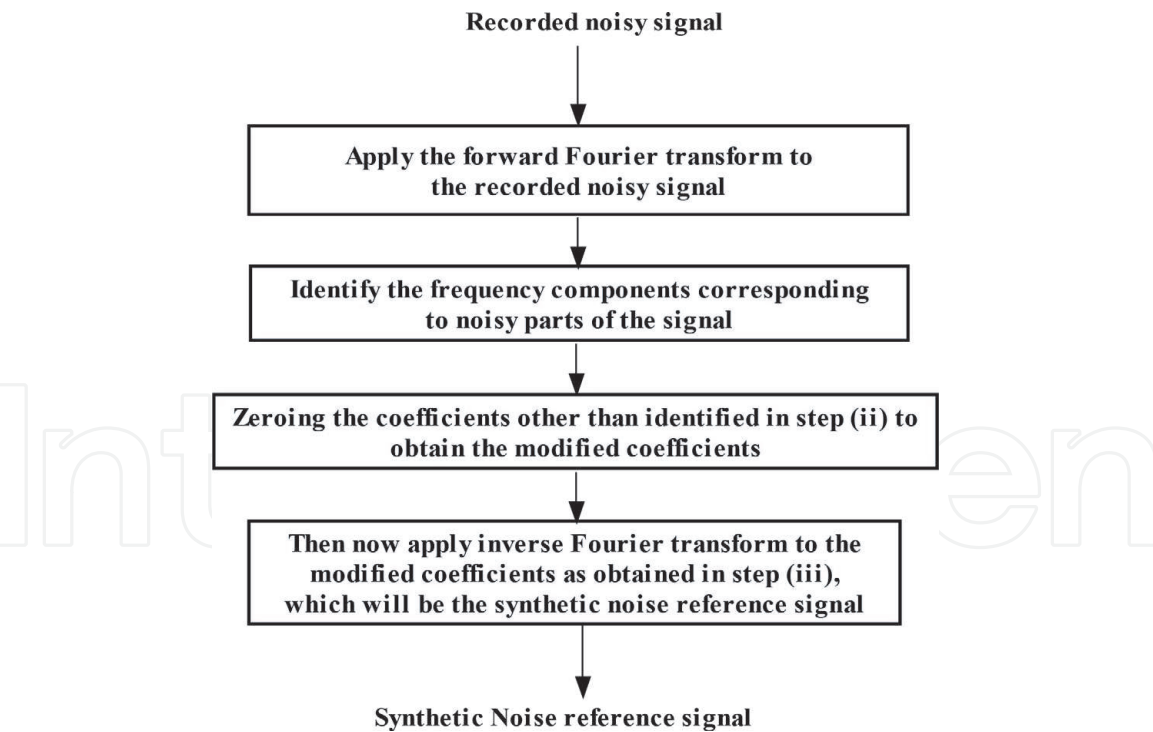 Recorded noisy signal
Apply the forward Fourier transform to
the recorded noisy signal
Identify the frequency components corresponding
to noisy parts of the signal
Zeroing the coefficients other than identified in step (ii) to
obtain the modified coefficients
Then now apply inverse Fourier transform to the
modified coefficients as obtained in step (iii),
which will be the synthetic noise reference signal
Synthetic Noise reference signal